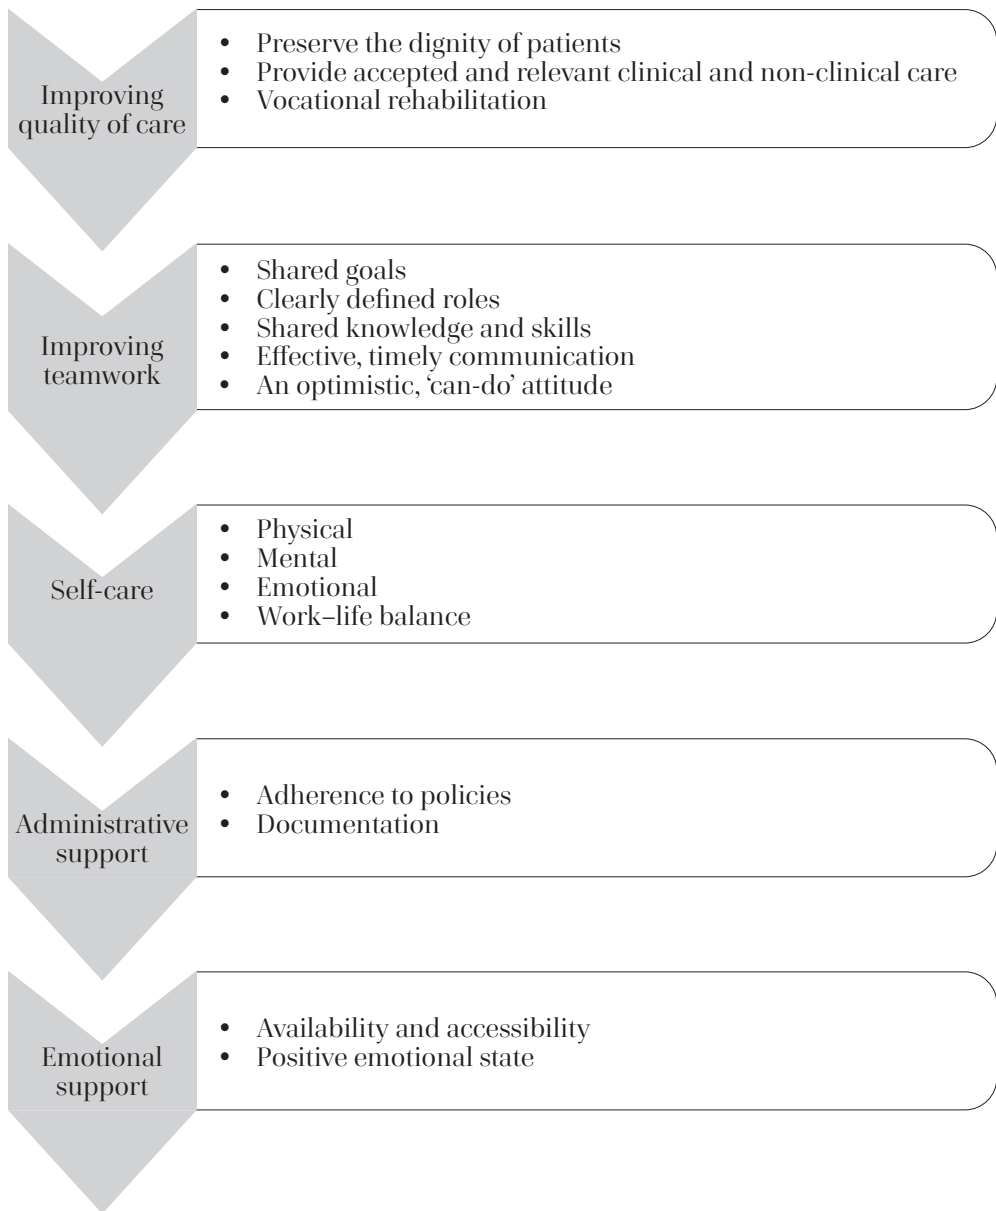 Improving
quality of care
• Preserve the dignity of patients
• Provide accepted and relevant clinical and non-clinical care
• Vocational rehabilitation
Improving
teamwork
• Shared goals
• Clearly defined roles
• Shared knowledge and skills
• Effective, timely communication
• An optimistic, ‘can-do’ attitude
Self-care
• Physical
• Mental
• Emotional
• Work–life balance
Administrative
support
• Adherence to policies
• Documentation
Emotional
support
• Availability and accessibility
• Positive emotional state